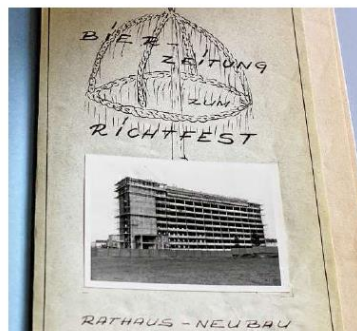 BIER-
ZEITUNG
ZUM
RICHTFEST
RATHAUS - NEUBAU